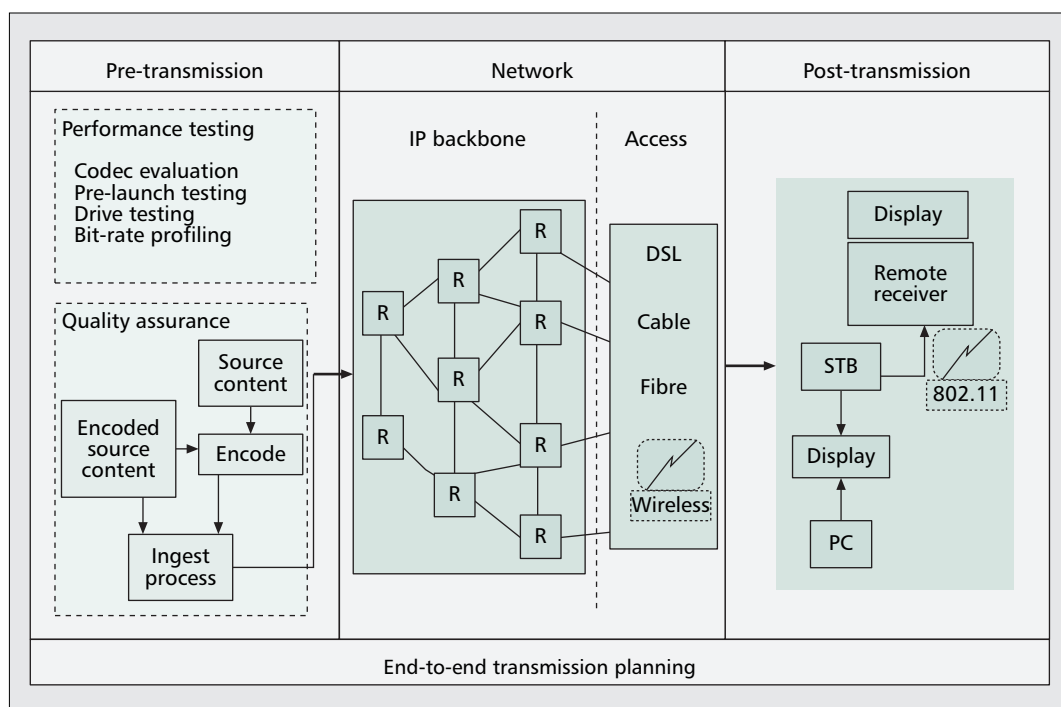 Pre-transmission
Network
Post-transmission
Performance testing
Codec evaluation
Pre-launch testing
Drive testing
Bit-rate profiling
Quality assurance
Source
content
Encoded
source
content
Encode
Ingest
process
IP backbone
Access
R
R
R
R
R
R
R
R
R
DSL
Cable
Fibre
Wireless
Display
Remote
receiver
STB
802.11
Display
PC
End-to-end transmission planning